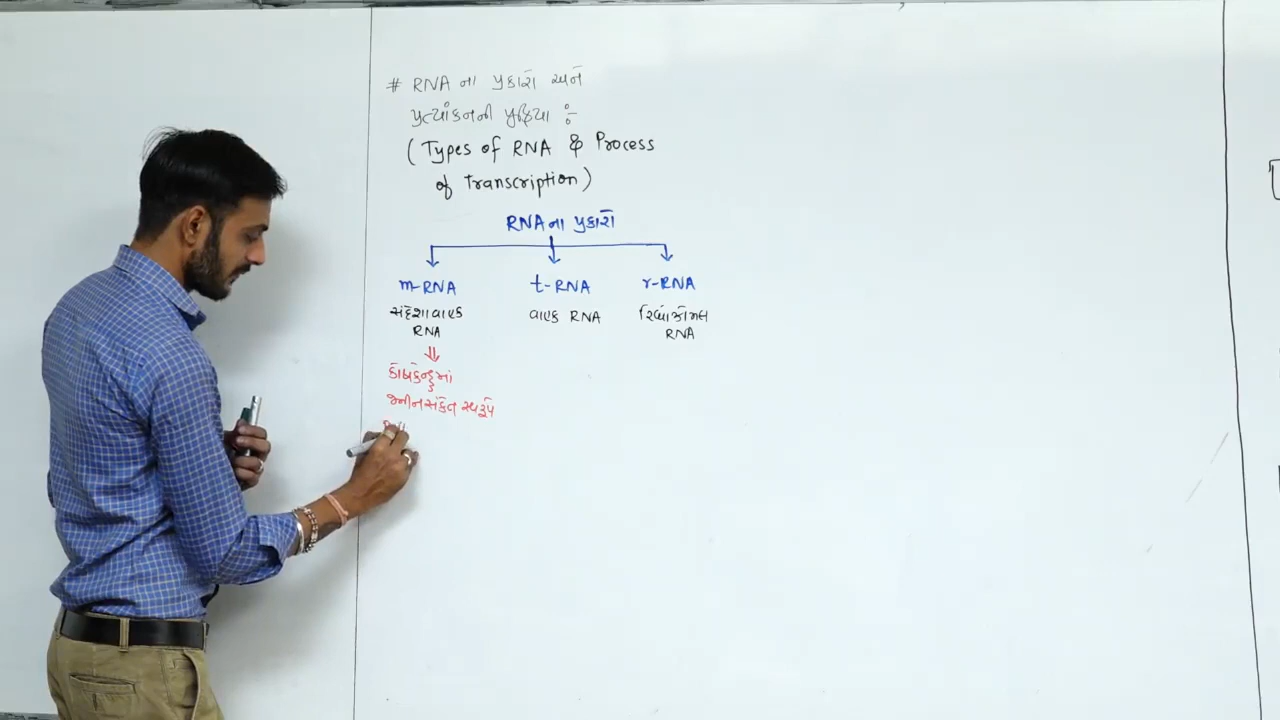 # RNA ના પ્રકારો અને
પ્રત્યાંકનની પ્રક્રિયા :-
( Types of RNA & Process
of Transcription )
RNA ના પ્રકારો
m-RNA t-RNA r-RNA
સંદેશાવાહક વાહક RNA રિબોઝોમલ
RNA RNA
કોષકેન્દ્રમાં
જનીનસંકેત સ્વરૂપે